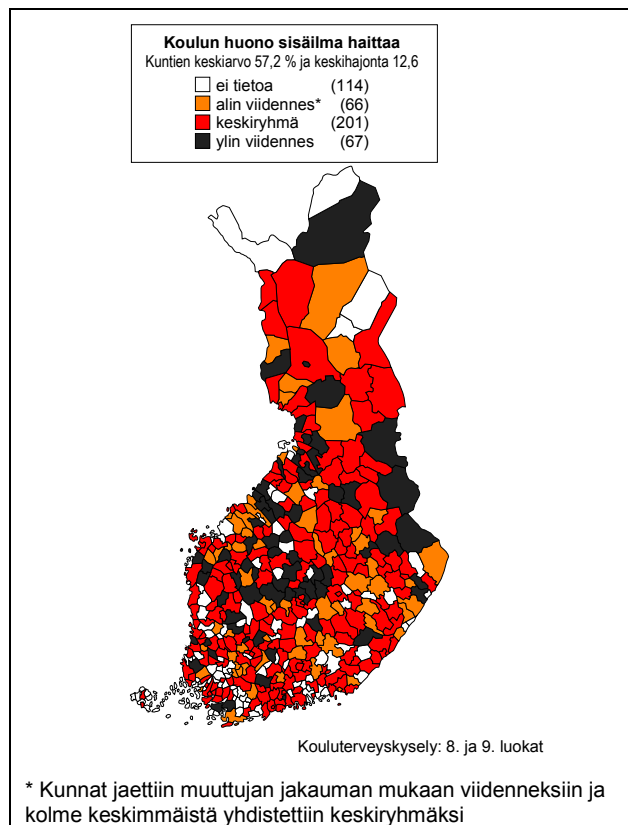 Koulun huono sisäilma haittaa
Kuntien keskiarvo 57,2 % ja keskihajonta 12,6
ei tietoa (114)
alin viidennes* (66)
keskiryhmä (201)
ylin viidennes (67)
Kouluterveyskysely: 8. ja 9. luokat
* Kunnat jaettiin muuttujan jakauman mukaan viidenneksiin ja
kolme keskimmäistä yhdistettiin keskiryhmäksi